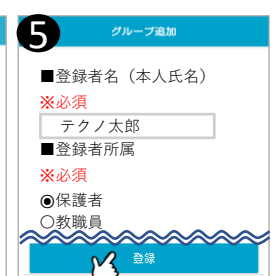 ❺
グループ追加
■登録者名（本人氏名）
※必須
テクノ太郎
■登録者所属
※必須
◉保護者
○教職員
登録